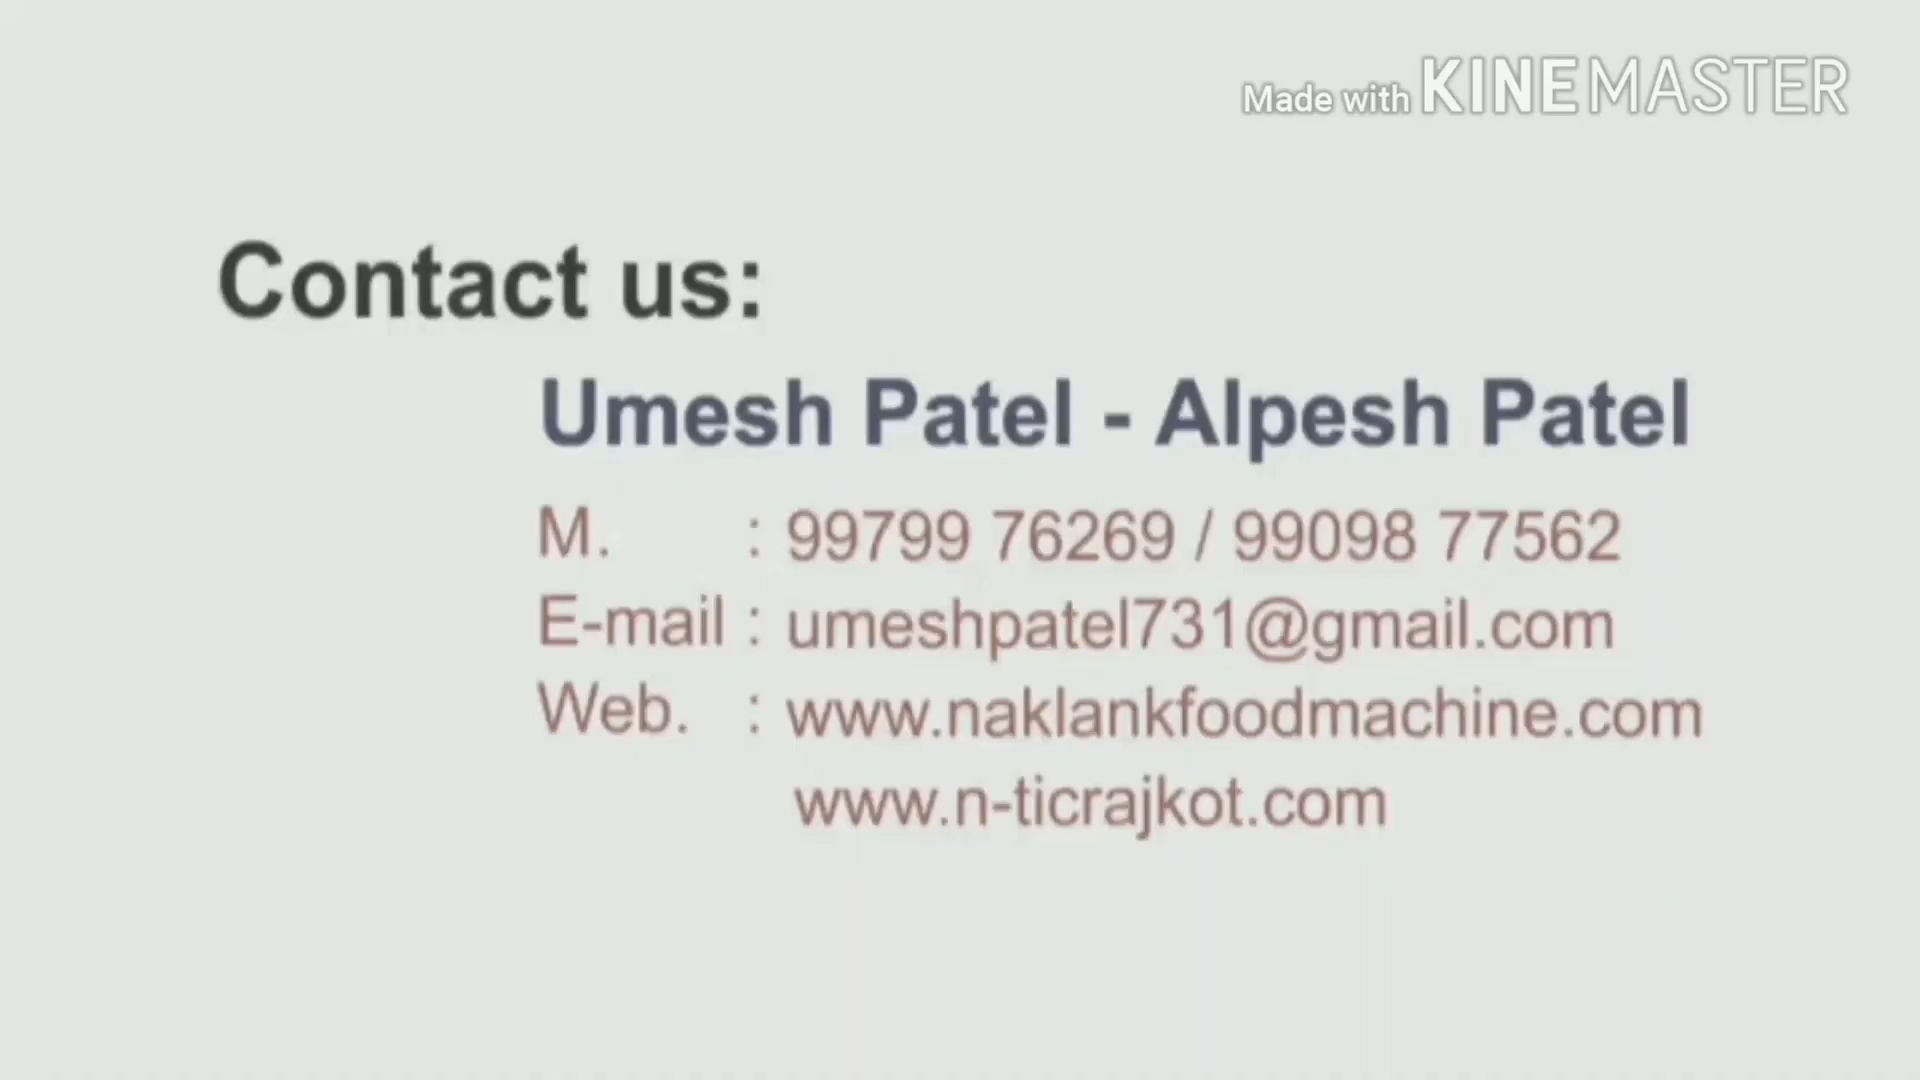 Made with KINEMASTER
Contact us:
Umesh Patel - Alpesh Patel
M. : 99799 76269 / 99098 77562
E-mail : umeshpatel731@gmail.com
Web. : www.naklankfoodmachine.com
www.n-ticrajkot.com